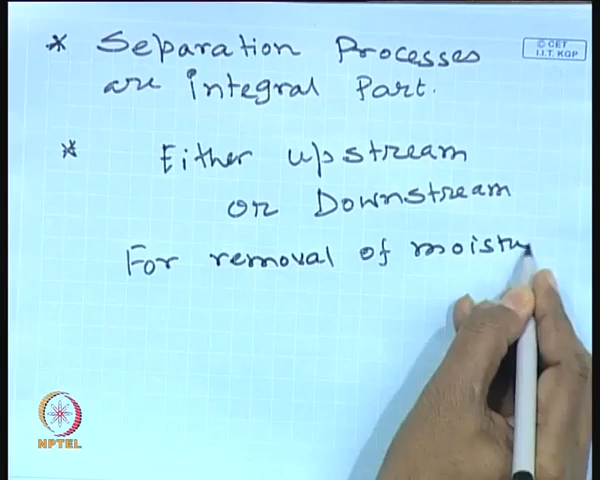 * Separation Processes
are integral Part.
© CET
I.I.T. KGP
* Either upstream
or Downstream
For removal of moistu
NPTEL